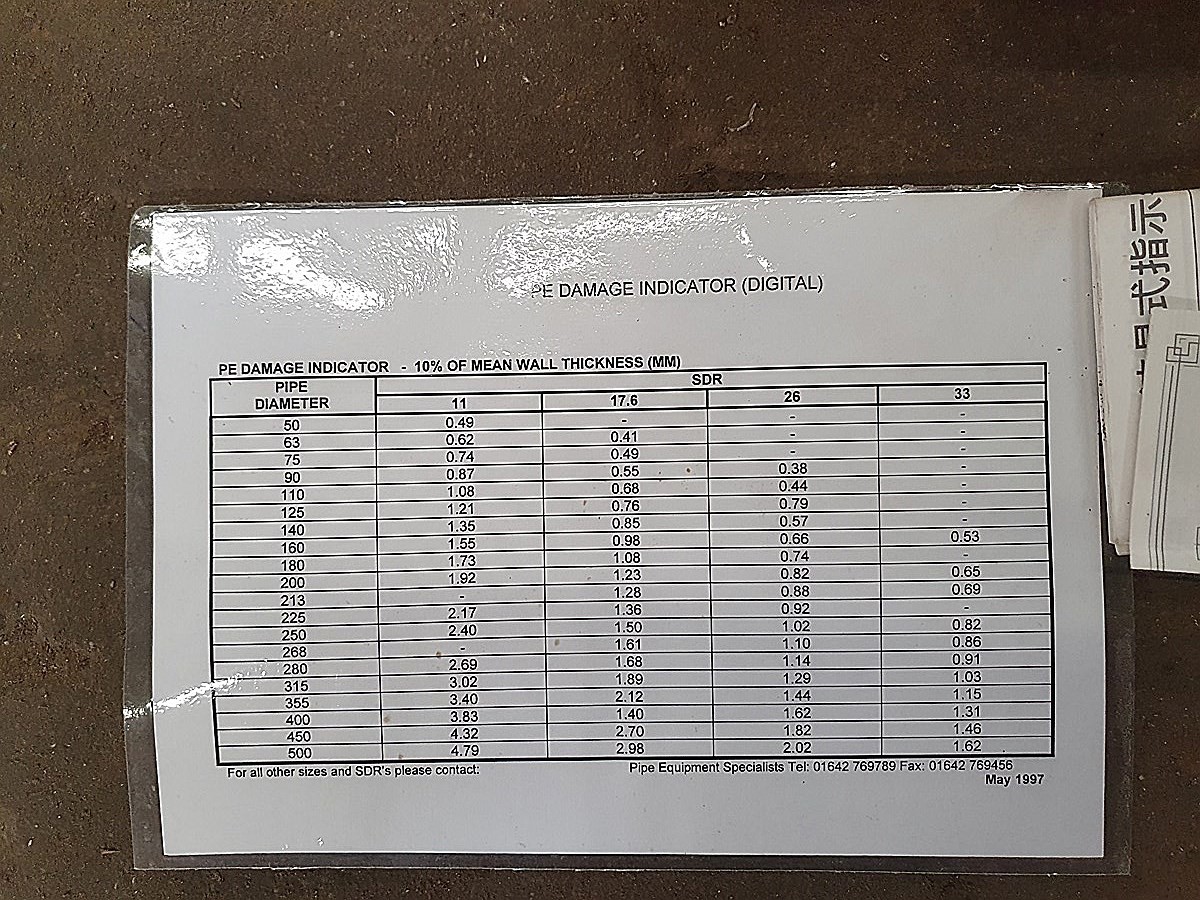 PE DAMAGE INDICATOR (DIGITAL)
PE DAMAGE INDICATOR - 10% OF MEAN WALL THICKNESS (MM)
PIPE DIAMETER SDR
11 17.6 26 33
50 0.49 - - -
63 0.62 0.41 - -
75 0.74 0.49 - -
90 0.87 0.55 0.38 -
110 1.08 0.68 0.44 -
125 1.21 0.76 0.79 -
140 1.35 0.85 0.57 -
160 1.55 0.98 0.66 0.53
180 1.73 1.08 0.74 -
200 1.92 1.23 0.82 0.65
213 - 1.28 0.88 0.69
225 2.17 1.36 0.92 -
250 2.40 1.50 1.02 0.82
268 - 1.61 1.10 0.86
280 2.69 1.68 1.14 0.91
315 3.02 1.89 1.29 1.03
355 3.40 2.12 1.44 1.15
400 3.83 1.40 1.62 1.31
450 4.32 2.70 1.82 1.46
500 4.79 2.98 2.02 1.62
For all other sizes and SDR's please contact: Pipe Equipment Specialists Tel: 01642 769789 Fax: 01642 769456
May 1997
式指示